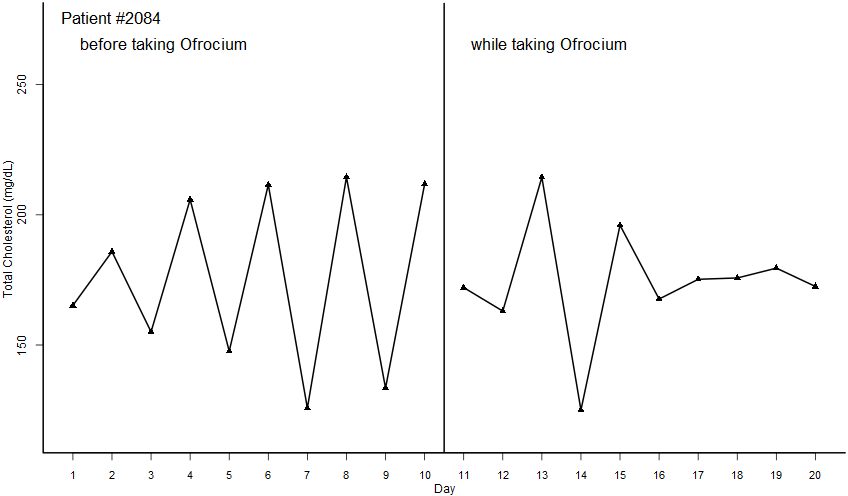 Patient #2084
before taking Ofrocium
while taking Ofrocium
Total Cholesterol (mg/dL)
250
200
150
1 2 3 4 5 6 7 8 9 10 11 12 13 14 15 16 17 18 19 20
Day